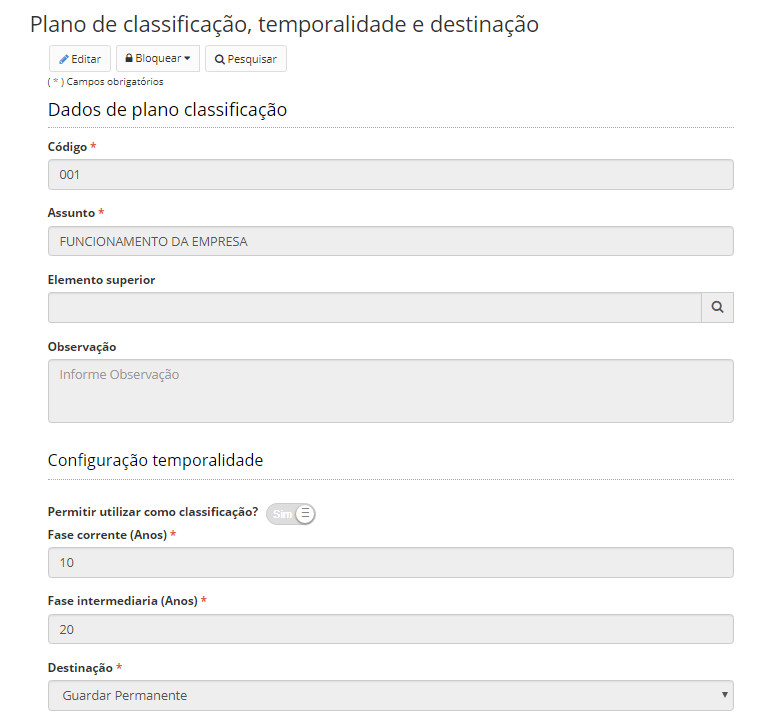 Plano de classificação, temporalidade e destinação
Editar Bloquear Pesquisar
( * ) Campos obrigatórios
Dados de plano classificação
Código *
001
Assunto *
FUNCIONAMENTO DA EMPRESA
Elemento superior
Observação
Informe Observação
Configuração temporalidade
Permitir utilizar como classificação? Sim
Fase corrente (Anos) *
10
Fase intermediaria (Anos) *
20
Destinação *
Guardar Permanente